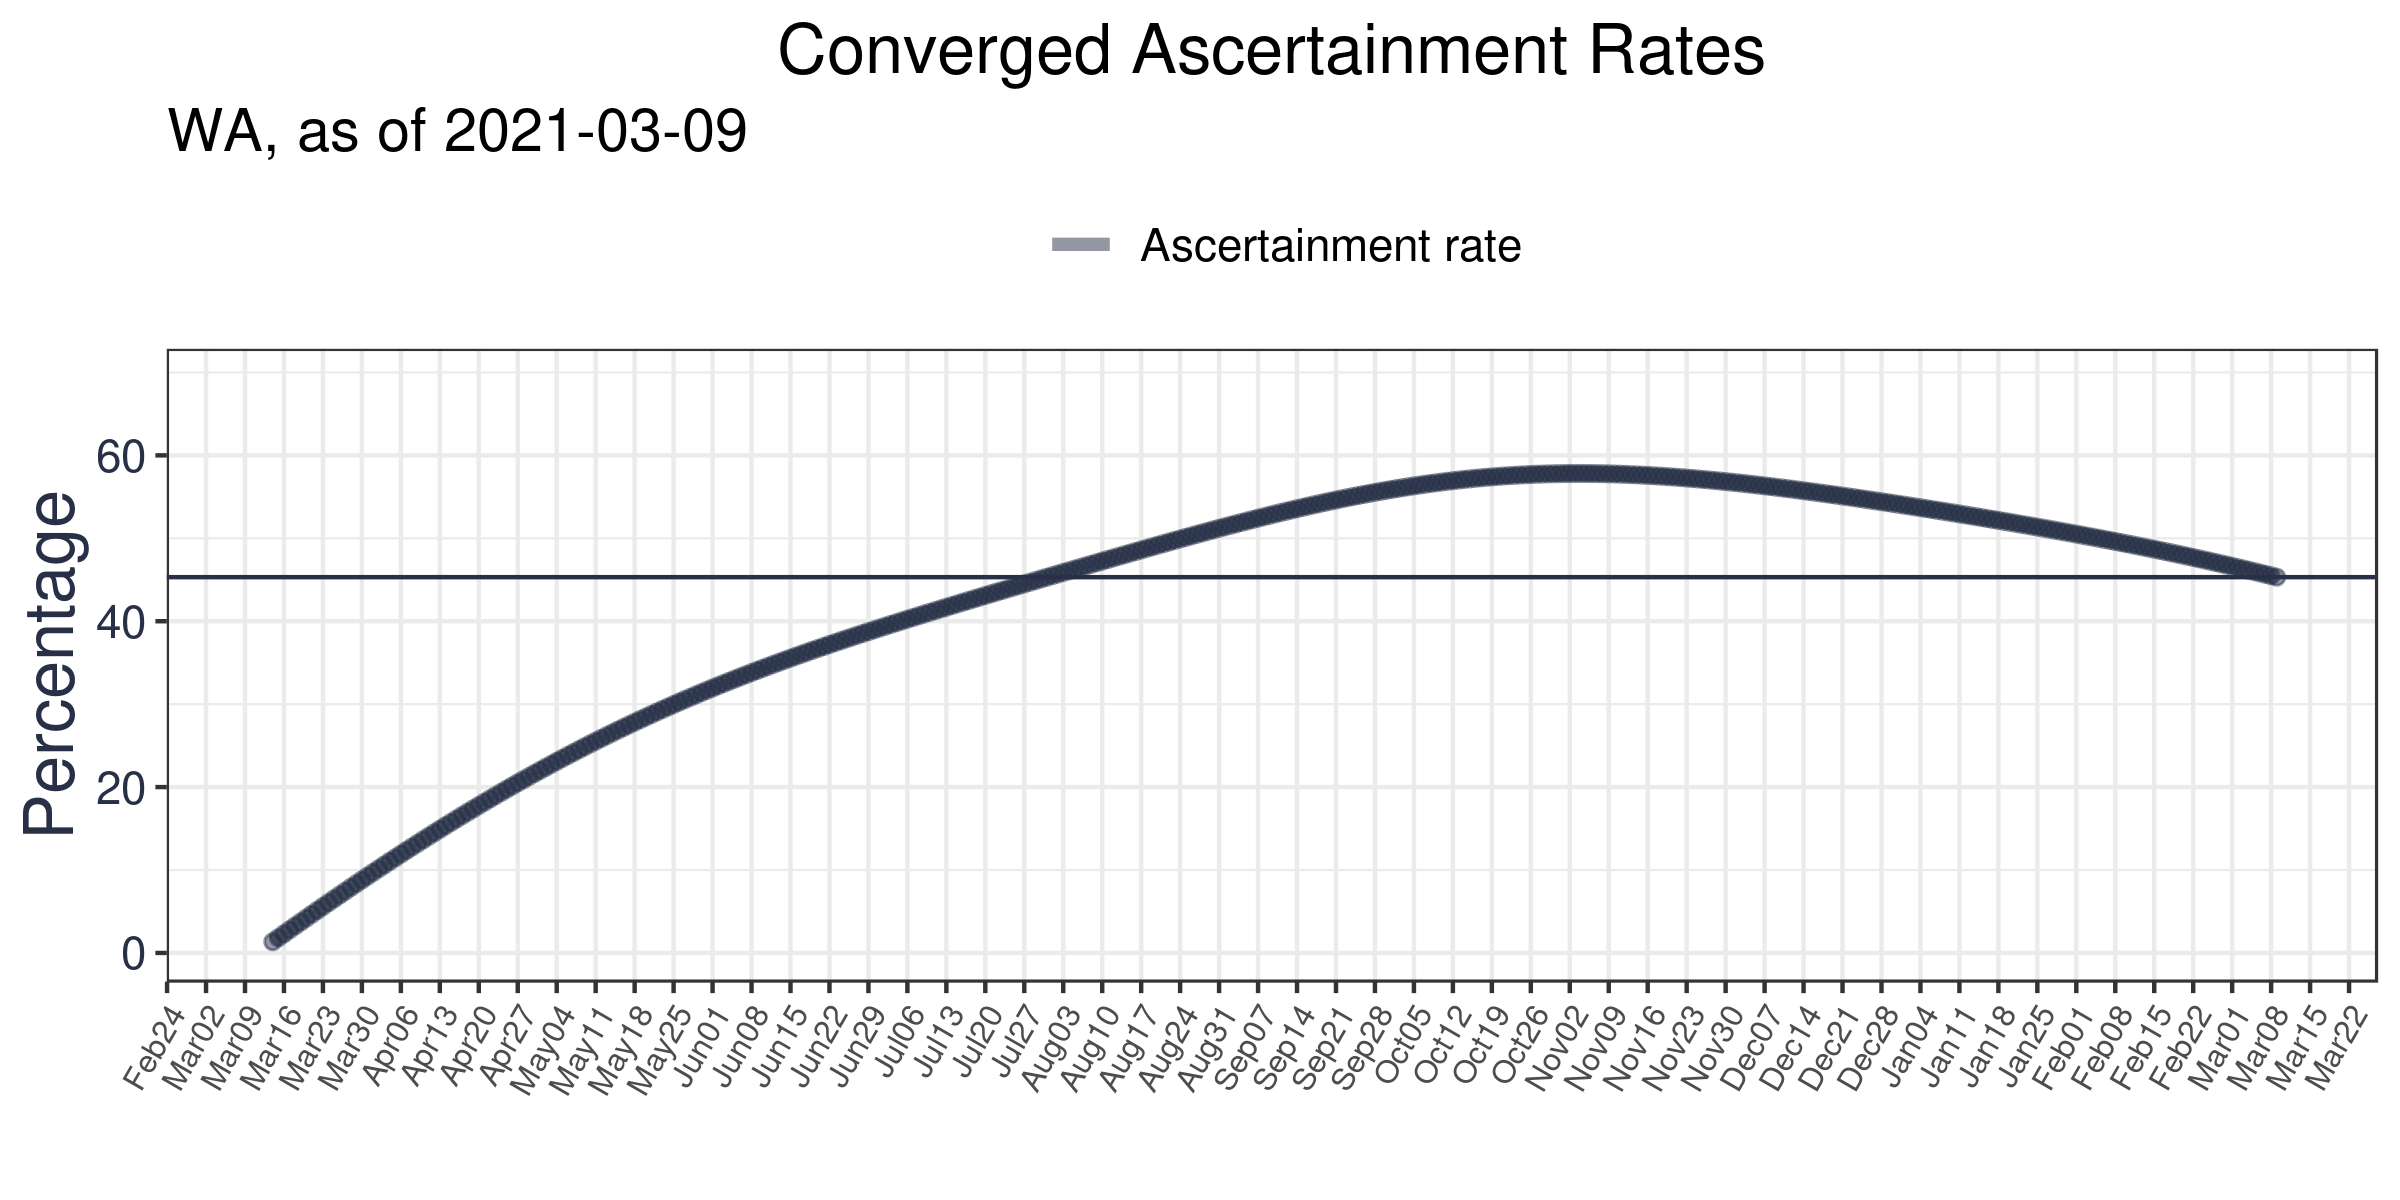 Converged Ascertainment Rates
WA, as of 2021-03-09
Ascertainment rate
Percentage
60
40
20
0
Feb24
Mar02
Mar09
Mar16
Mar23
Mar30
Apr06
Apr13
Apr20
Apr27
May04
May11
May18
May25
Jun01
Jun08
Jun15
Jun22
Jun29
Jul06
Jul13
Jul20
Jul27
Aug03
Aug10
Aug17
Aug24
Aug31
Sep07
Sep14
Sep21
Sep28
Oct05
Oct12
Oct19
Oct26
Nov02
Nov09
Nov16
Nov23
Nov30
Dec07
Dec14
Dec21
Dec28
Jan04
Jan11
Jan18
Jan25
Feb01
Feb08
Feb15
Feb22
Mar01
Mar08
Mar15
Mar22